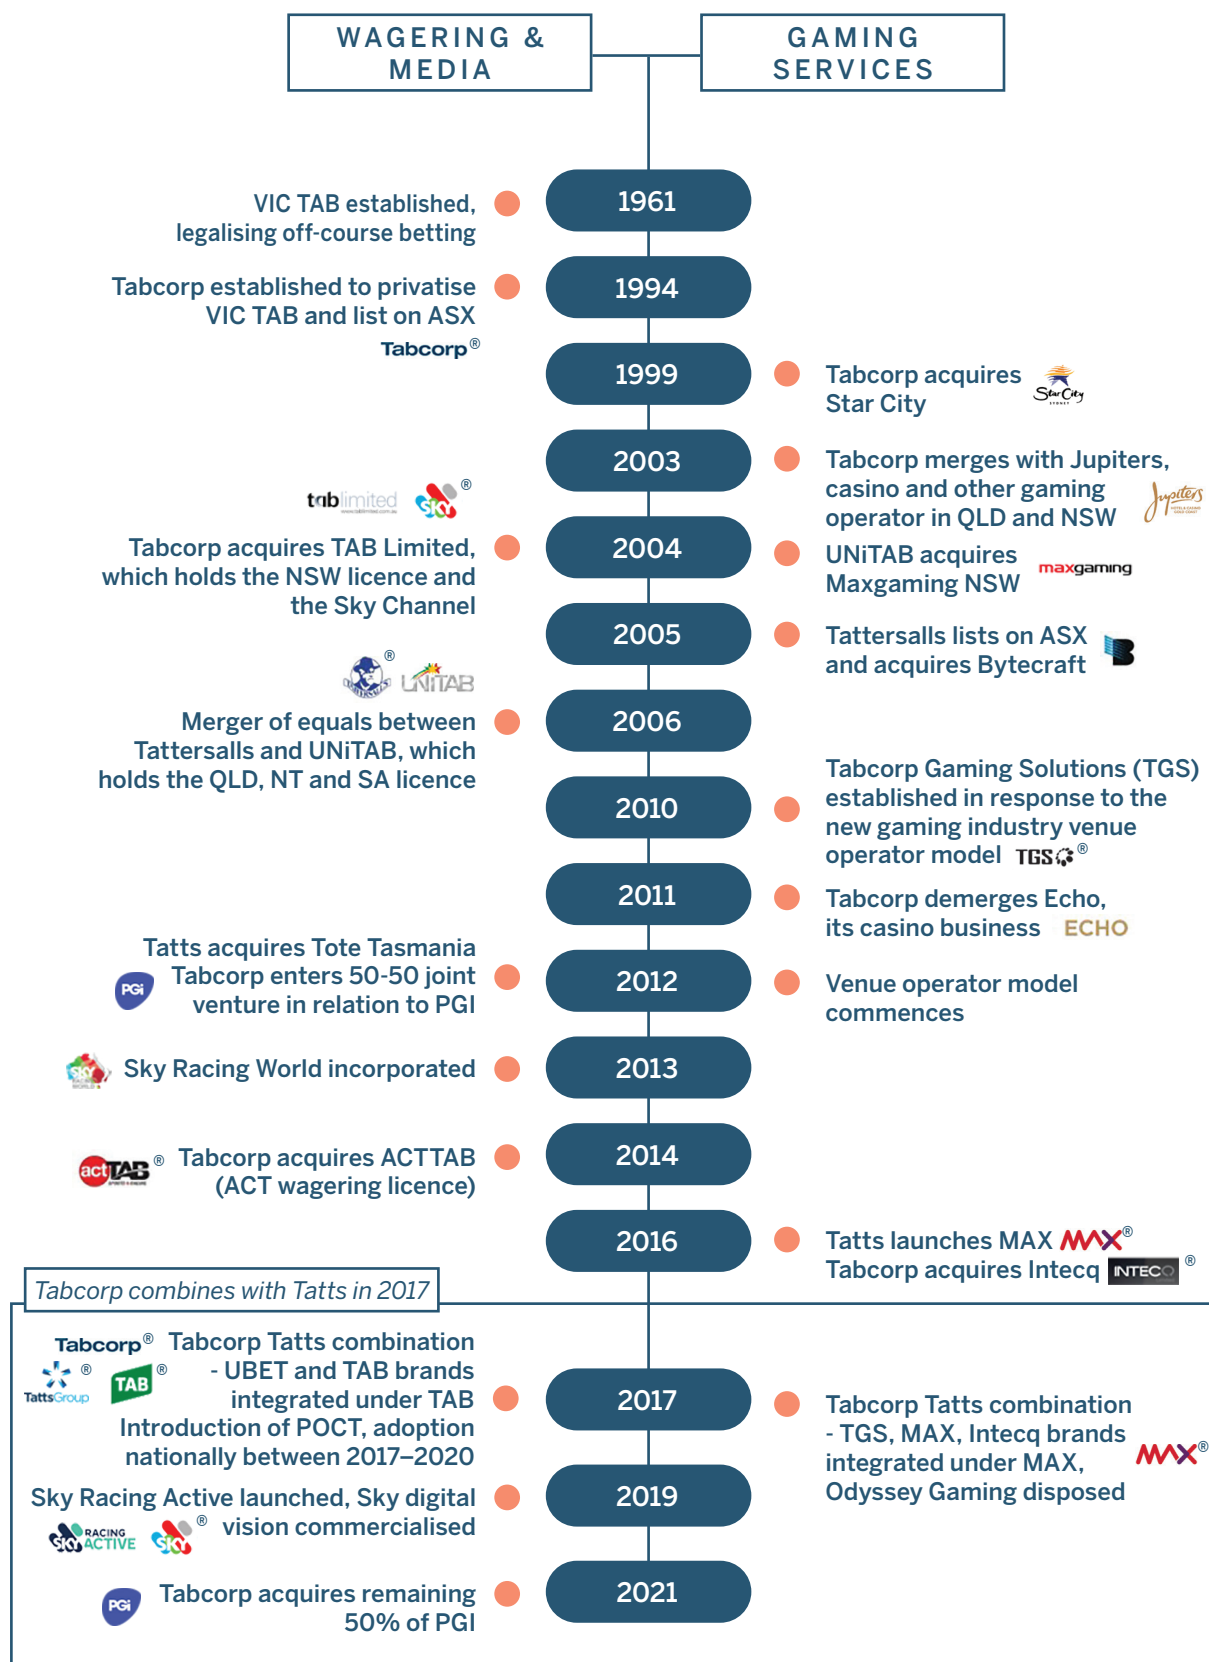 WAGERING &
MEDIA
GAMING
SERVICES
1961
VIC TAB established,
legalising off-course betting
1994
Tabcorp established to privatise
VIC TAB and list on ASX
Tabcorp®
1999
Tabcorp acquires
Star City
Star City
SYDNEY
2003
Tabcorp merges with Jupiters,
casino and other gaming
operator in QLD and NSW
Jupiters
tablimited
SKY®
2004
Tabcorp acquires TAB Limited,
which holds the NSW licence and
the Sky Channel
UNiTAB acquires
Maxgaming NSW
maxgaming
2005
Tattersalls lists on ASX
and acquires Bytecraft
®
UNiTAB
2006
Merger of equals between
Tattersalls and UNiTAB, which
holds the QLD, NT and SA licence
2010
Tabcorp Gaming Solutions (TGS)
established in response to the
new gaming industry venue
operator model
TGS®
2011
Tabcorp demerges Echo,
its casino business
ECHO
2012
Tatts acquires Tote Tasmania
Tabcorp enters 50-50 joint
venture in relation to PGI
PGi
Venue operator model
commences
2013
Sky Racing World incorporated
SKY
RACING
WORLD
2014
actTAB®
Tabcorp acquires ACTTAB
(ACT wagering licence)
2016
Tatts launches MAX
MAX®
Tabcorp acquires Intecq
INTECQ®
Tabcorp combines with Tatts in 2017
2017
Tabcorp®
TattsGroup®
TAB®
Tabcorp Tatts combination
- UBET and TAB brands
integrated under TAB
Introduction of POCT, adoption
nationally between 2017–2020
Tabcorp Tatts combination
- TGS, MAX, Intecq brands
integrated under MAX,
Odyssey Gaming disposed
MAX®
2019
Sky Racing Active launched, Sky digital
vision commercialised
SKY RACING
ACTIVE
SKY®
2021
Tabcorp acquires remaining
50% of PGI
PGi